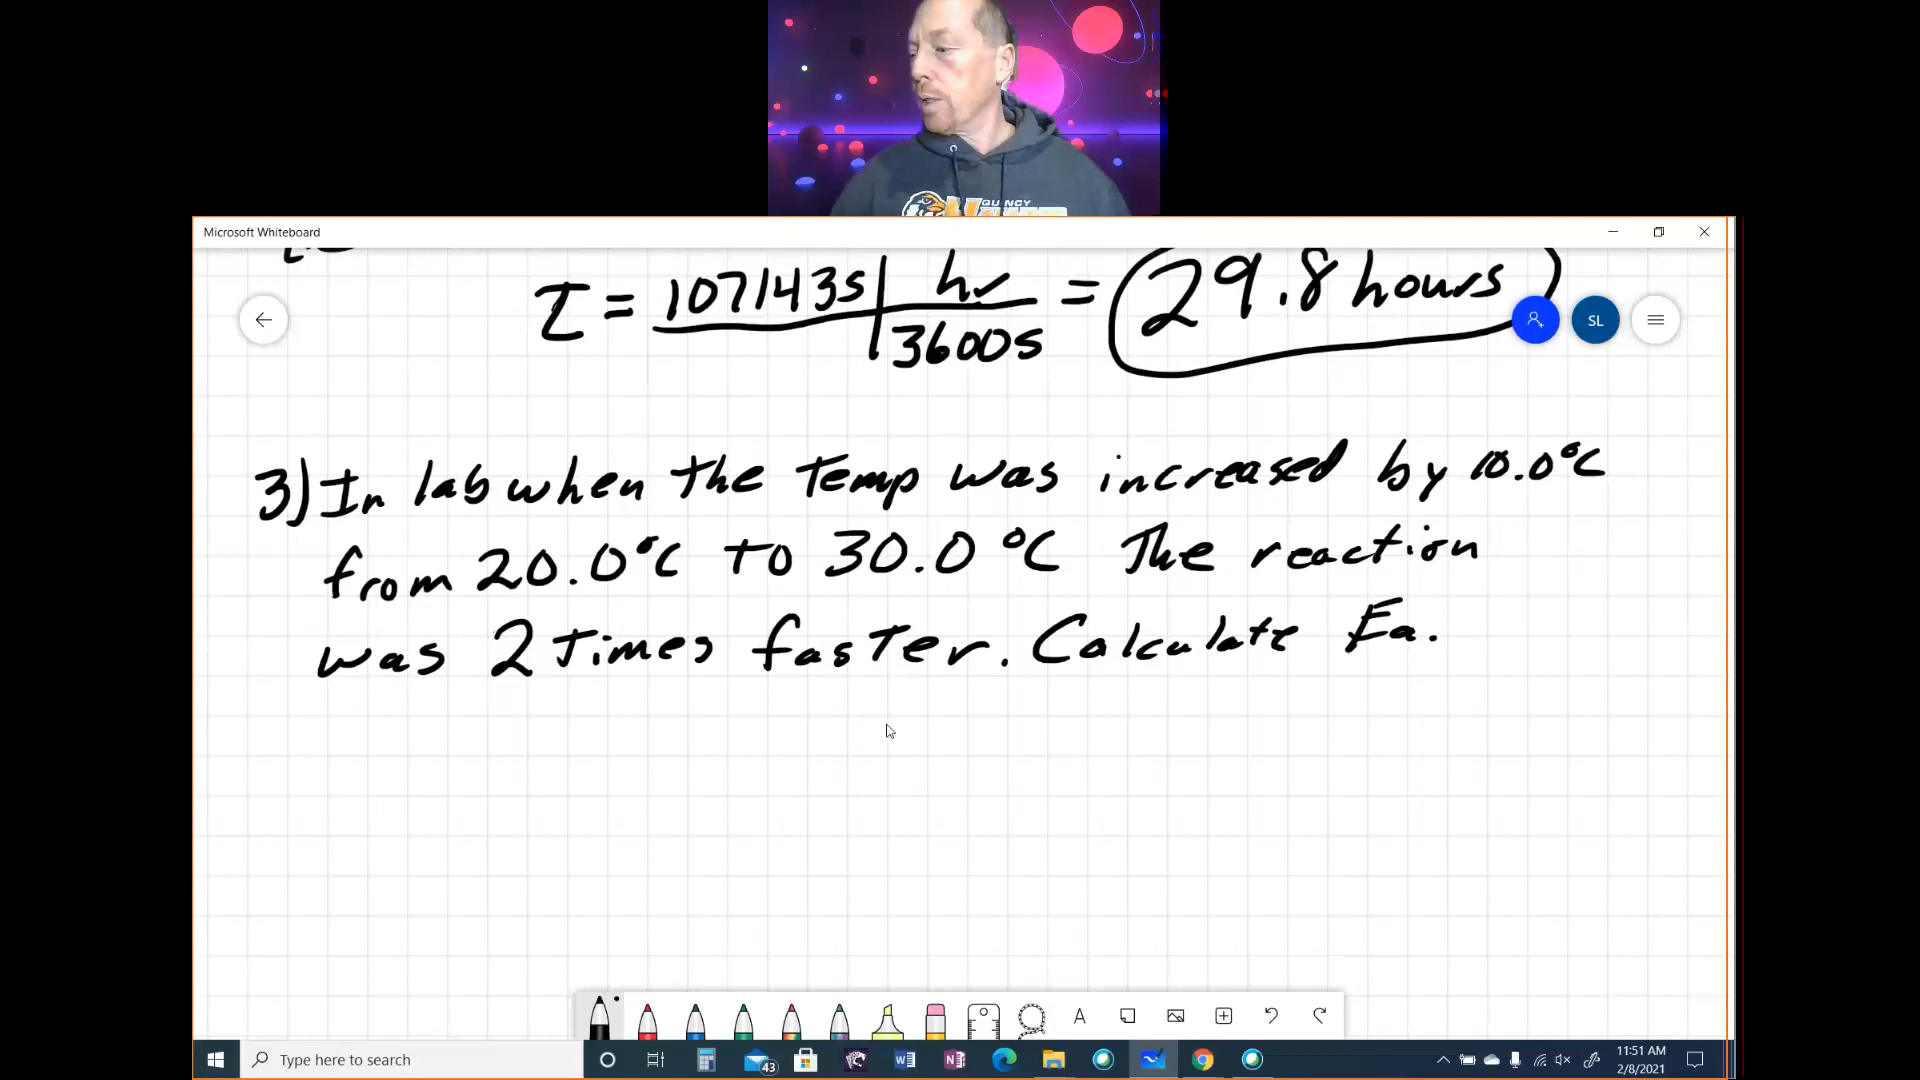 QUINCY
Microsoft Whiteboard
τ = 107143s | hr = 29.8 hours
3600s
SL
3) In lab when the temp was increased by 10.0°C
from 20.0°C to 30.0 °C The reaction
was 2 times faster. Calculate Ea.
A
Type here to search
43
11:51 AM
2/8/2021